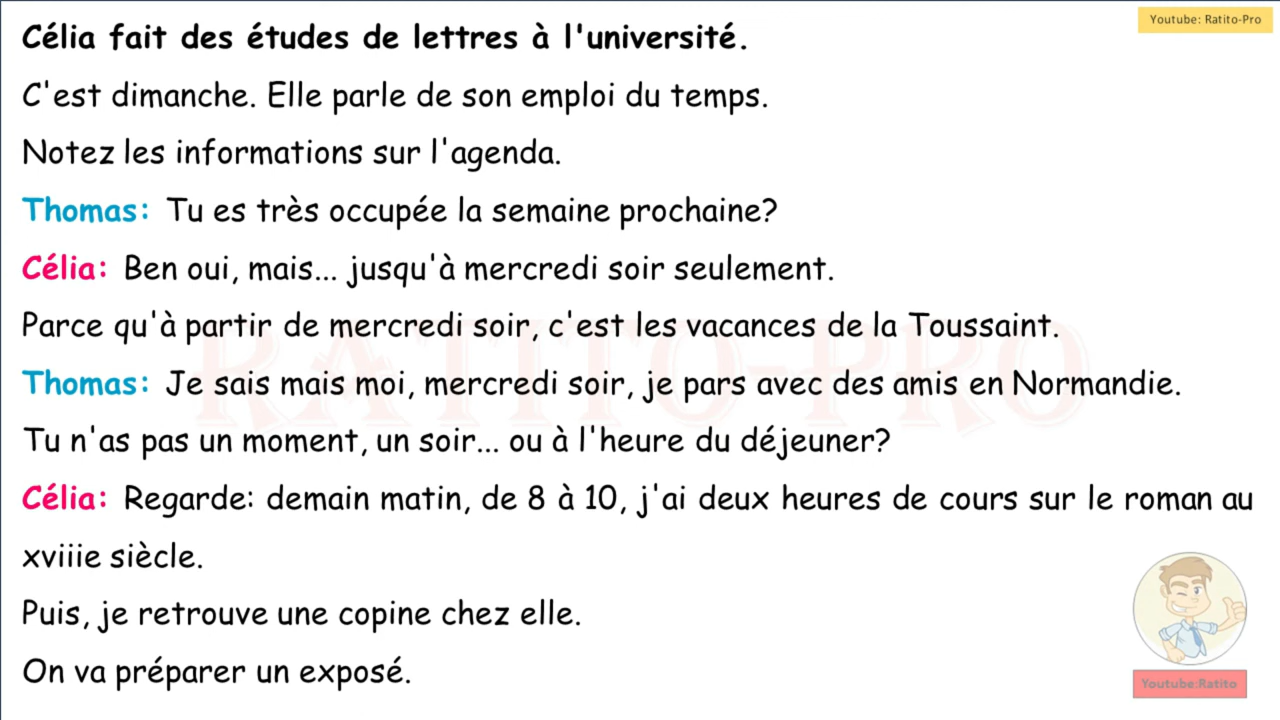 Youtube: Ratito-Pro
Célia fait des études de lettres à l'université.
C'est dimanche. Elle parle de son emploi du temps.
Notez les informations sur l'agenda.
Thomas: Tu es très occupée la semaine prochaine?
Célia: Ben oui, mais... jusqu'à mercredi soir seulement.
Parce qu'à partir de mercredi soir, c'est les vacances de la Toussaint.
RATITO-PRO
Thomas: Je sais mais moi, mercredi soir, je pars avec des amis en Normandie.
Tu n'as pas un moment, un soir... ou à l'heure du déjeuner?
Célia: Regarde: demain matin, de 8 à 10, j'ai deux heures de cours sur le roman au
xviiie siècle.
Puis, je retrouve une copine chez elle.
On va préparer un exposé.
Youtube:Ratito